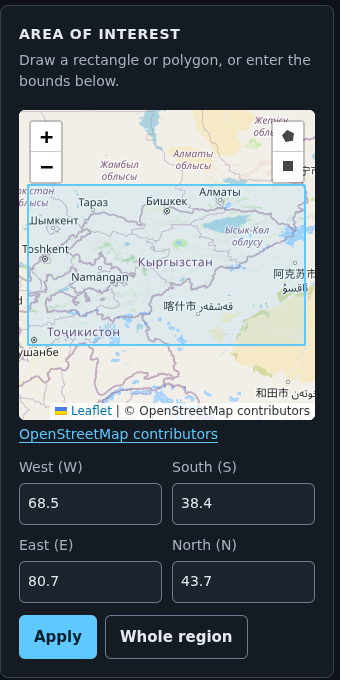 AREA OF INTEREST
Draw a rectangle or polygon, or enter the
bounds below.
+
−
Жамбыл
облысы
Алматы
облысы
Тараз
Бишкек
Алматы
Шымкент
Ысык-Көл
облусу
Toshkent
Кыргызстан
Namangan
阿克苏市
喀什市 قەشقەر
Тоҷикистон
和田市
Leaflet | © OpenStreetMap contributors
OpenStreetMap contributors
West (W)
South (S)
68.5
38.4
East (E)
North (N)
80.7
43.7
Apply
Whole region